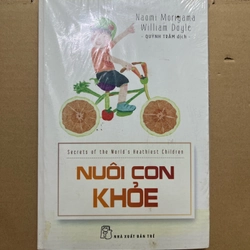 Naomi Moriyama
William Doyle
QUỲNH TRÂM dịch
Secrets of the World's Healthiest Children
NUÔI CON
KHỎE
NHÀ XUẤT BẢN TRẺ